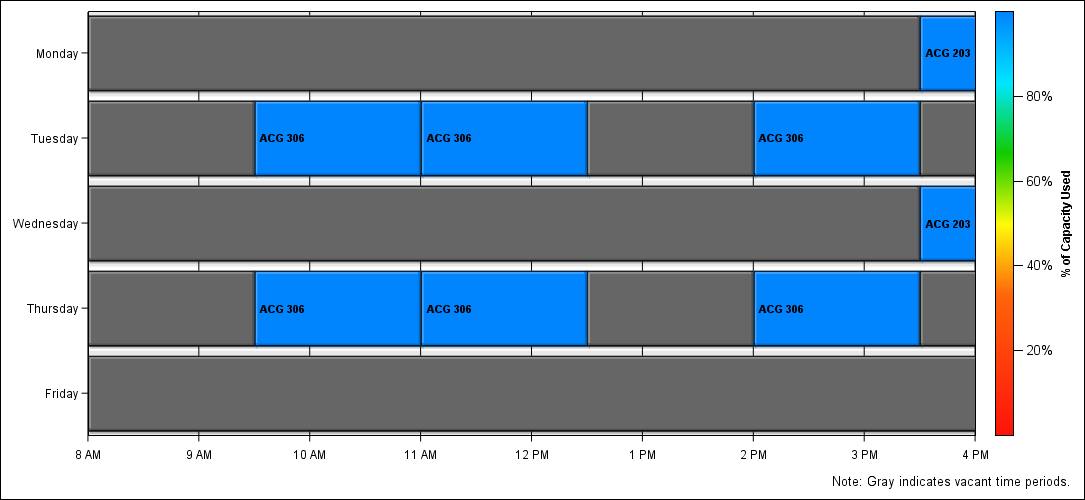 Monday
ACG 203
Tuesday
ACG 306
ACG 306
ACG 306
Wednesday
ACG 203
Thursday
ACG 306
ACG 306
ACG 306
Friday
8 AM 9 AM 10 AM 11 AM 12 PM 1 PM 2 PM 3 PM 4 PM
80%
60%
40%
20%
% of Capacity Used
Note: Gray indicates vacant time periods.